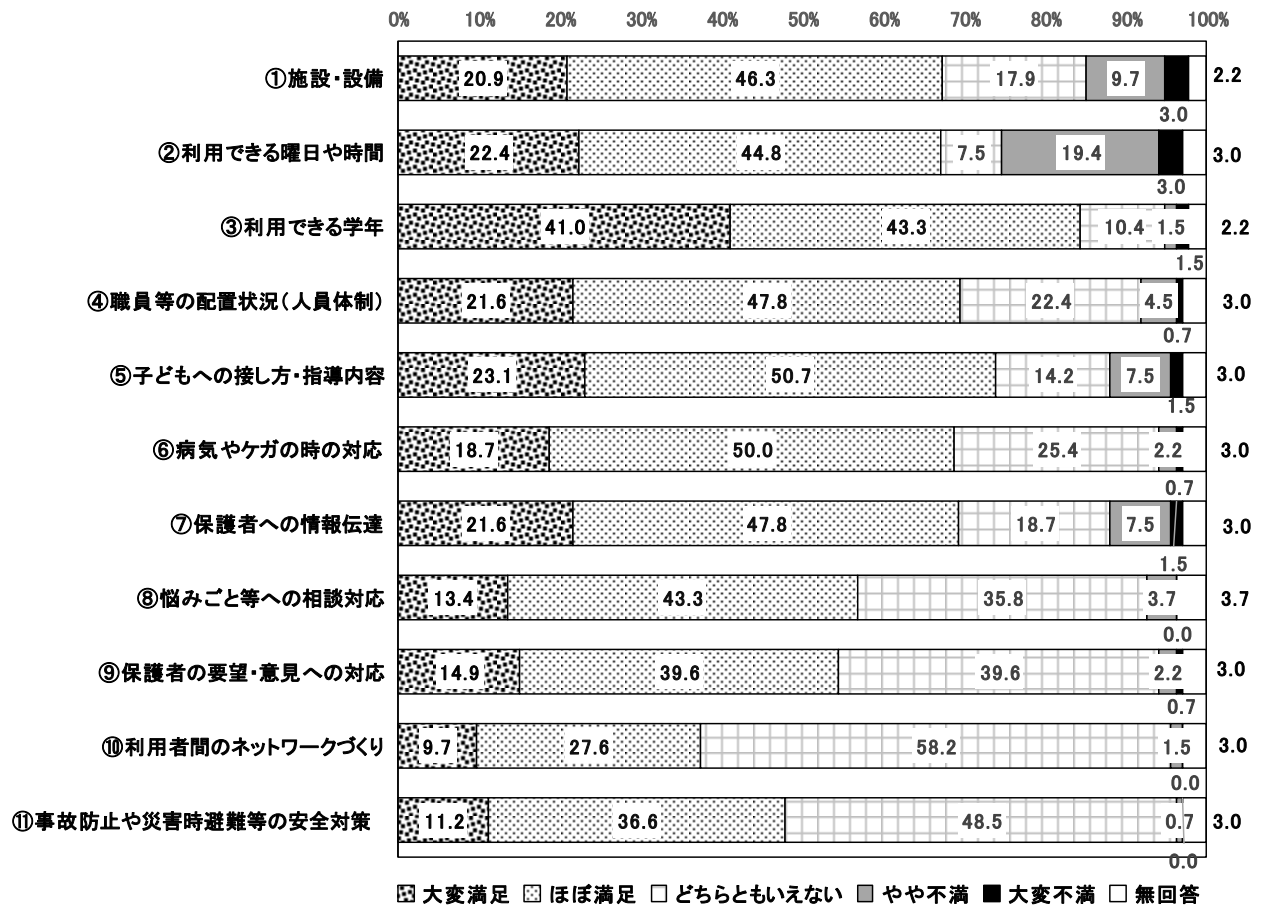 0% 10% 20% 30% 40% 50% 60% 70% 80% 90% 100%
①施設・設備 20.9 46.3 17.9 9.7 2.2
3.0
②利用できる曜日や時間 22.4 44.8 7.5 19.4 3.0
3.0
③利用できる学年 41.0 43.3 10.4 1.5 2.2
1.5
④職員等の配置状況（人員体制） 21.6 47.8 22.4 4.5 3.0
0.7
⑤子どもへの接し方・指導内容 23.1 50.7 14.2 7.5 3.0
1.5
⑥病気やケガの時の対応 18.7 50.0 25.4 2.2 3.0
0.7
⑦保護者への情報伝達 21.6 47.8 18.7 7.5 3.0
1.5
⑧悩みごと等への相談対応 13.4 43.3 35.8 3.7 3.7
0.0
⑨保護者の要望・意見への対応 14.9 39.6 39.6 2.2 3.0
0.7
⑩利用者間のネットワークづくり 9.7 27.6 58.2 1.5 3.0
0.0
⑪事故防止や災害時避難等の安全対策 11.2 36.6 48.5 0.7 3.0
0.0
大変満足 ほぼ満足 どちらともいえない やや不満 大変不満 無回答